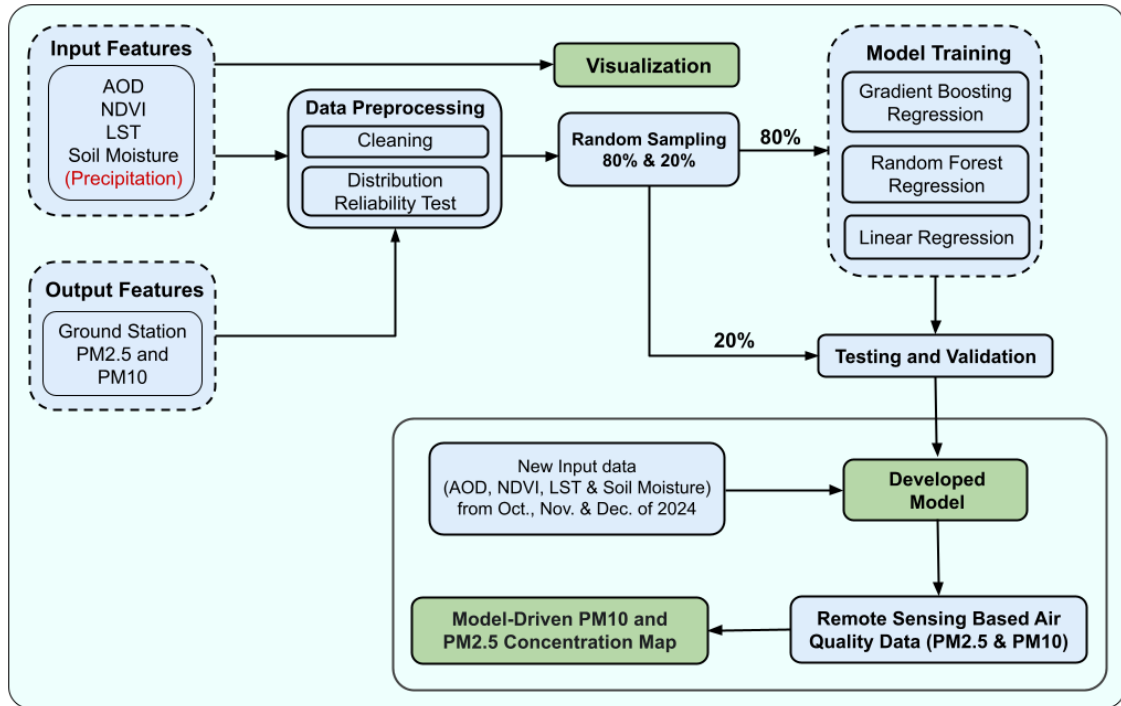 Input Features
AOD
NDVI
LST
Soil Moisture
(Precipitation)
Output Features
Ground Station
PM2.5 and
PM10
Data Preprocessing
Cleaning
Distribution
Reliability Test
Visualization
Random Sampling
80% & 20%
80%
20%
Model Training
Gradient Boosting
Regression
Random Forest
Regression
Linear Regression
Testing and Validation
New Input data
(AOD, NDVI, LST & Soil Moisture)
from Oct., Nov. & Dec. of 2024
Developed
Model
Remote Sensing Based Air
Quality Data (PM2.5 & PM10)
Model-Driven PM10 and
PM2.5 Concentration Map